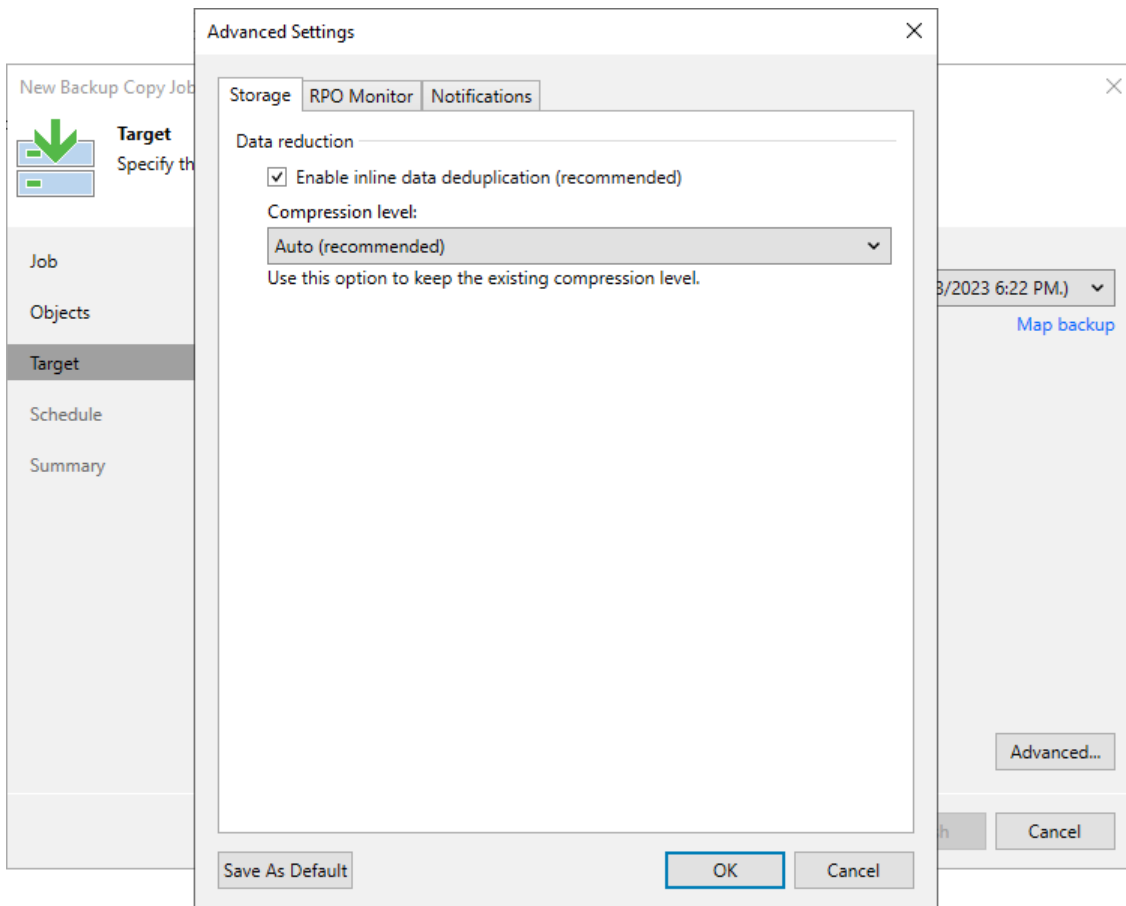 Advanced Settings
New Backup Copy Job
Target
Specify th
Storage
RPO Monitor
Notifications
Data reduction
Enable inline data deduplication (recommended)
Compression level:
Auto (recommended)
Use this option to keep the existing compression level.
Job
Objects
Target
Schedule
Summary
3/2023 6:22 PM.)
Map backup
Advanced...
h
Cancel
Save As Default
OK
Cancel